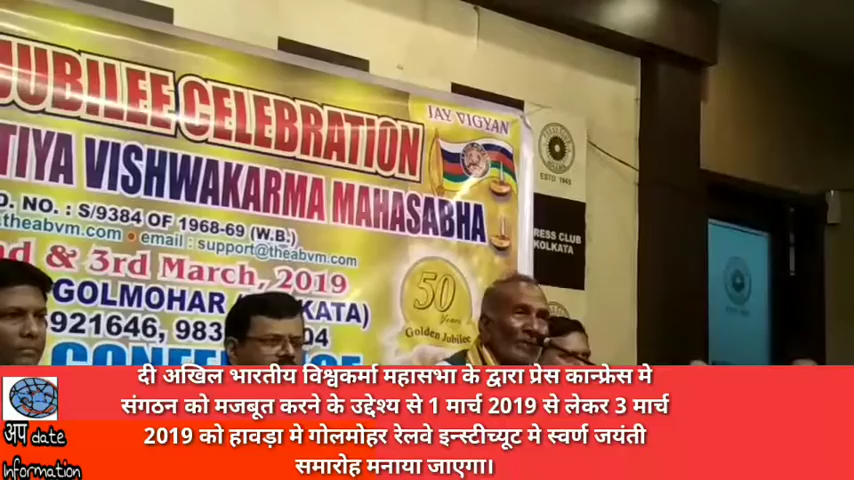 JAY VIGYAN
JUBILEE CELEBRATION
ESTD 1945
TIYA VISHWAKARMA MAHASABHA
O. NO. : S/9384 OF 1968-69 (W.B.)
PRESS CLUB
KOLKATA
theabvm.com • email : support@theabvm.com
nd & 3rd March, 2019
GOLMOHAR
KATA)
50
Years
Golden Jubilee
921646, 983
04
दी अखिल भारतीय विश्वकर्मा महासभा के द्वारा प्रेस कान्फ्रेस मे
संगठन को मजबूत करने के उद्देश्य से 1 मार्च 2019 से लेकर 3 मार्च
2019 को हावड़ा मे गोलमोहर रेलवे इन्स्टीच्यूट मे स्वर्ण जयंती
समारोह मनाया जाएगा।
अप date
Information